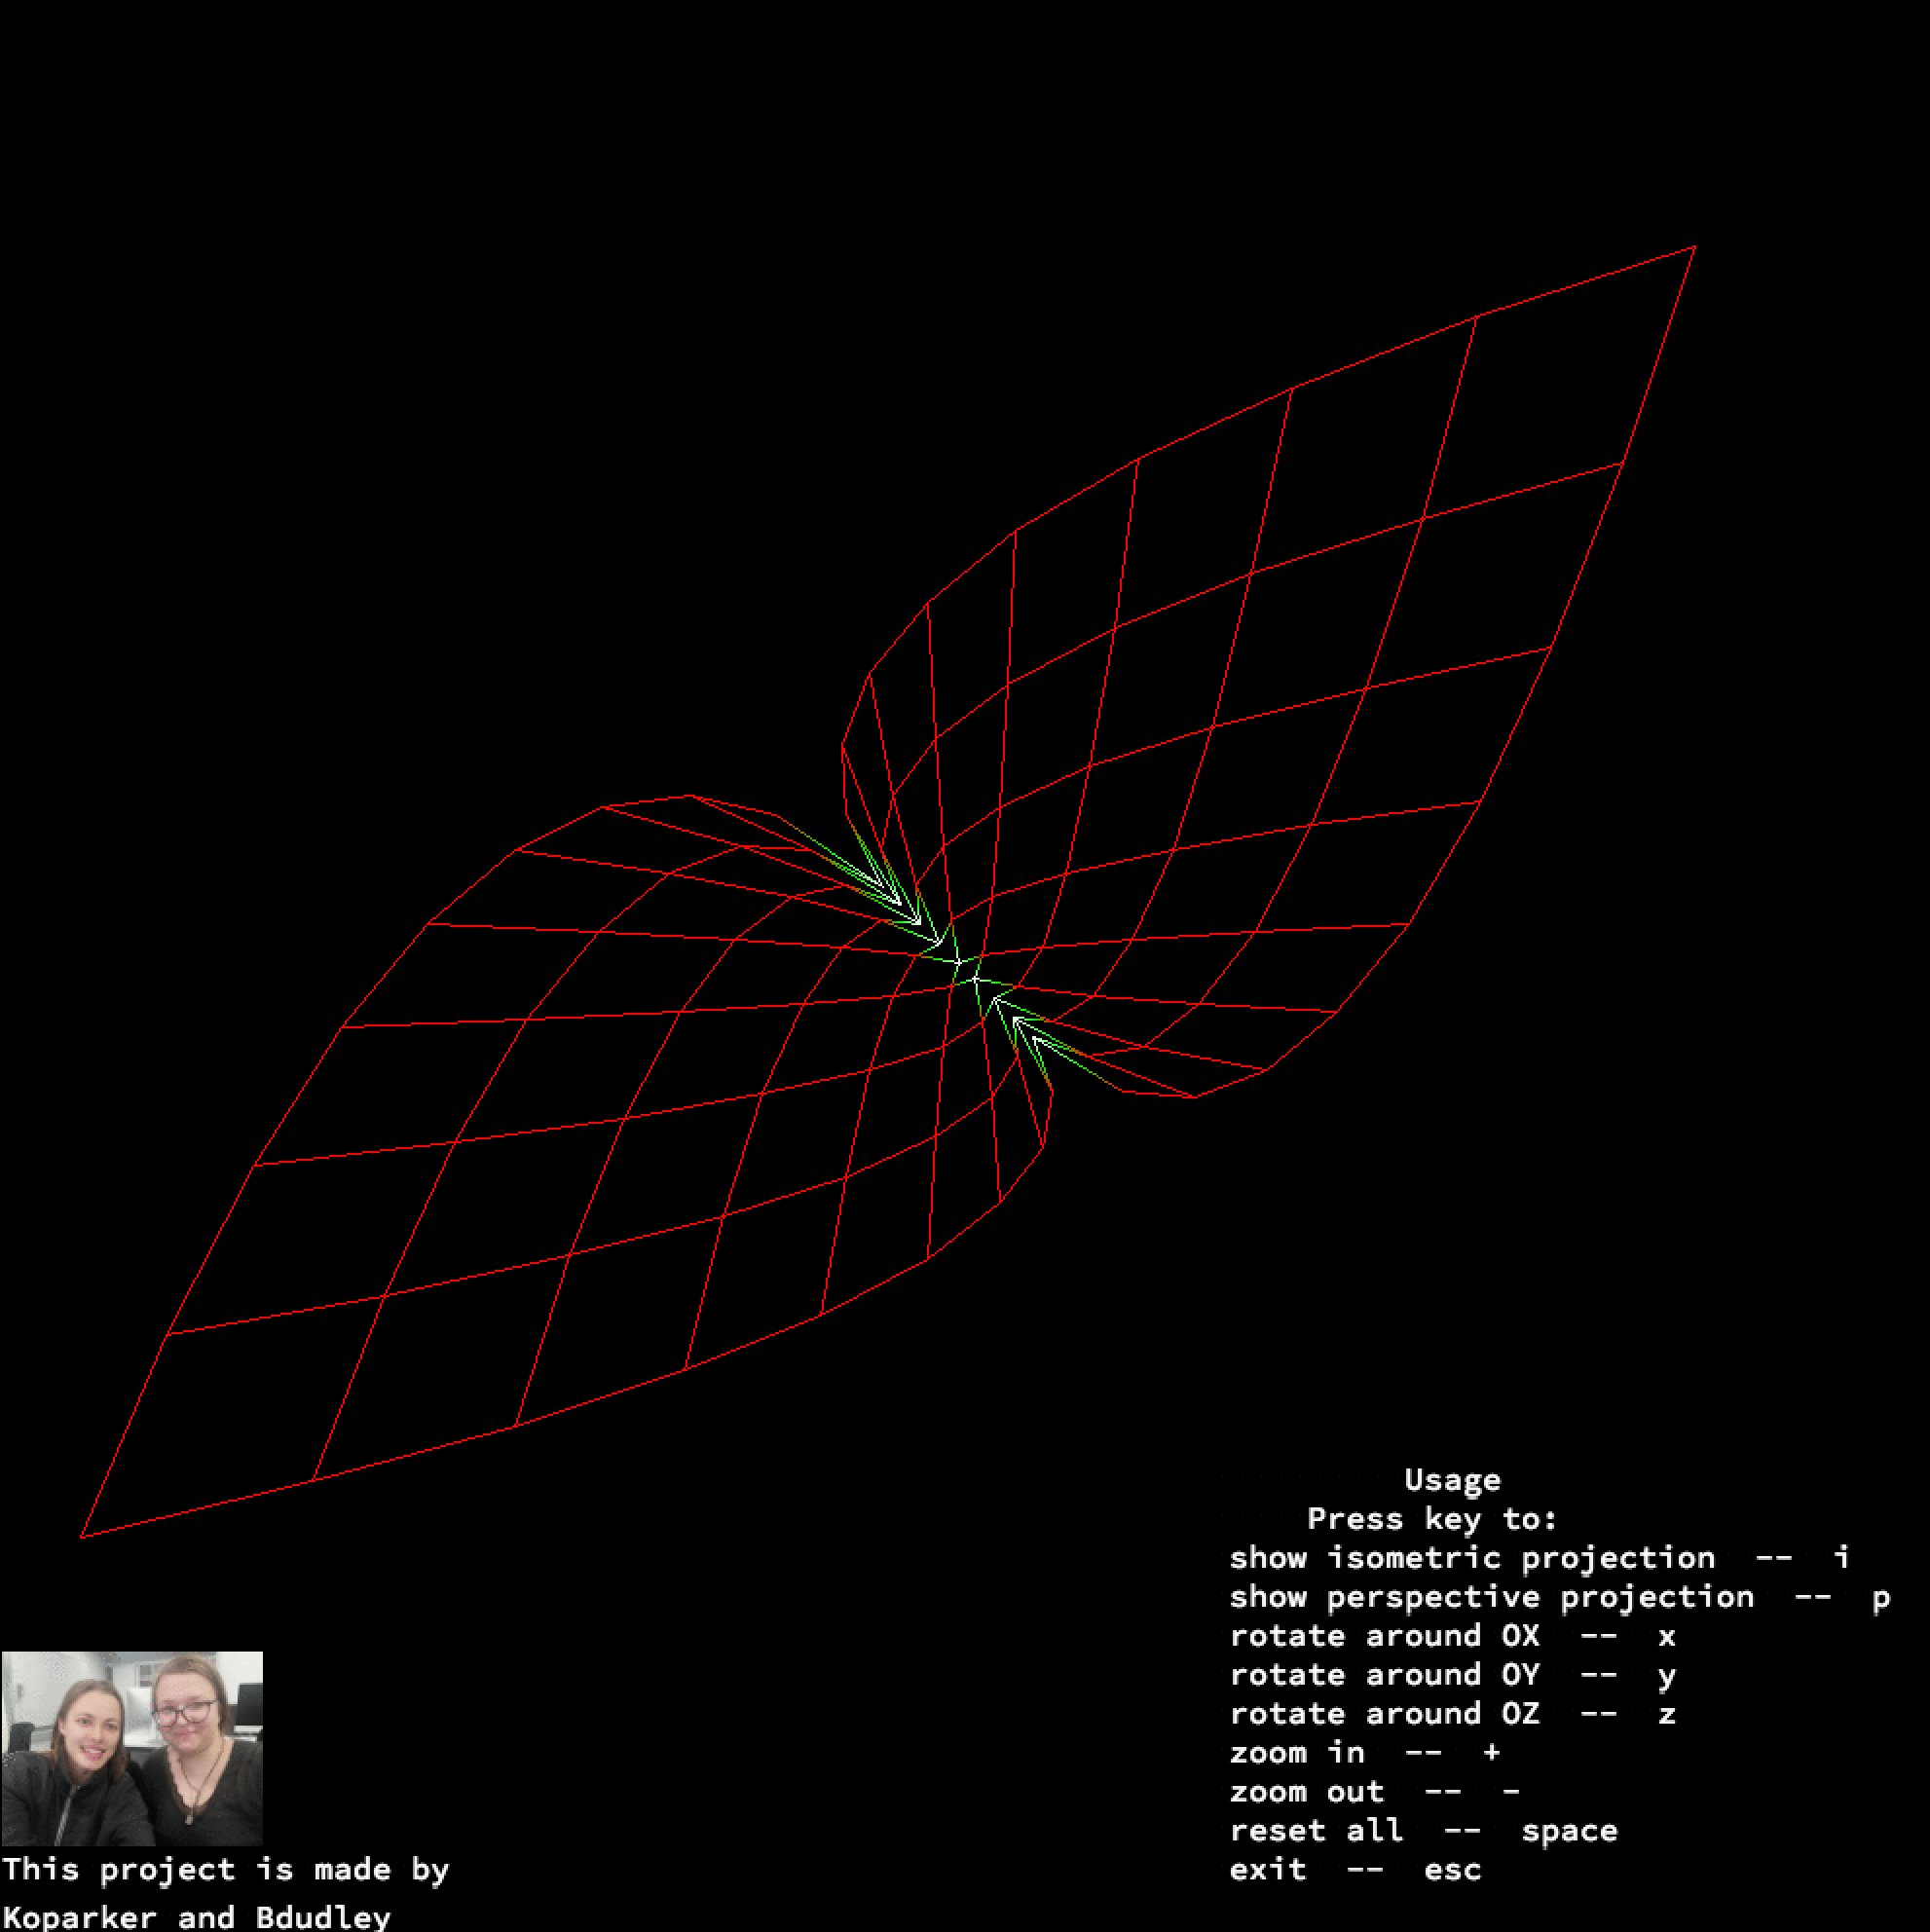 Usage
Press key to:
show isometric projection -- i
show perspective projection -- p
rotate around OX -- x
rotate around OY -- y
rotate around OZ -- z
zoom in -- +
zoom out -- -
reset all -- space
exit -- esc
This project is made by
Koparker and Bdudley